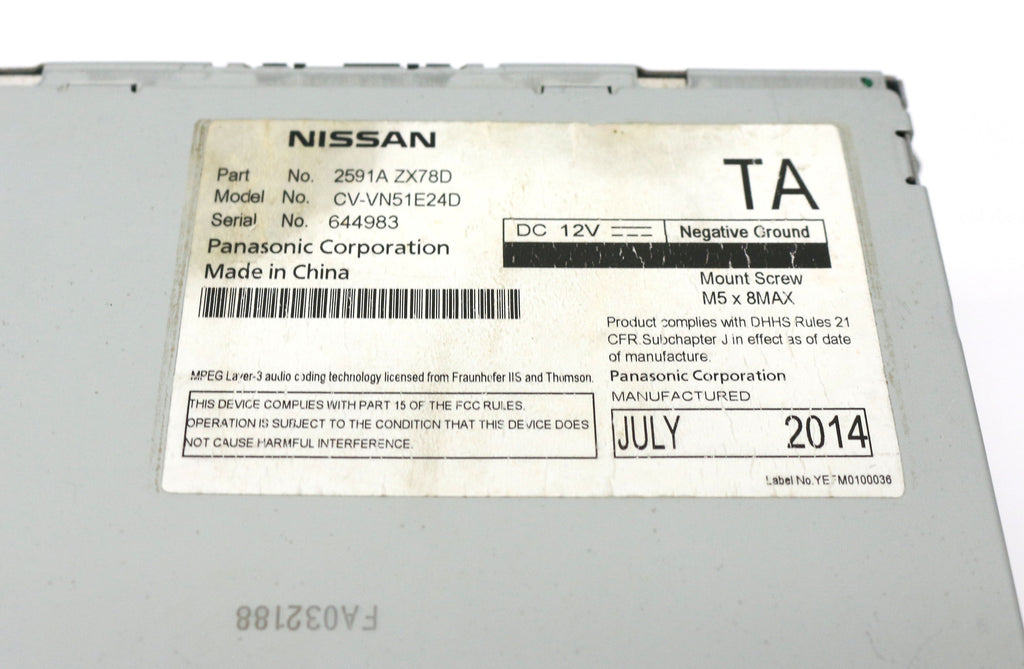 NISSAN
Part No. 2591A ZX78D
Model No. CV-VN51E24D
Serial No. 644983
Panasonic Corporation
Made in China
TA
DC 12V Negative Ground
Mount Screw
M5 x 8MAX
Product complies with DHHS Rules 21
CFR Subchapter J in effect as of date
of manufacture.
Panasonic Corporation
MANUFACTURED
JULY 2014
MPEG Layer-3 audio coding technology licensed from Fraunhofer IIS and Thomson.
THIS DEVICE COMPLIES WITH PART 15 OF THE FCC RULES.
OPERATION IS SUBJECT TO THE CONDITION THAT THIS DEVICE DOES
NOT CAUSE HARMFUL INTERFERENCE.
Label No.
FA032188